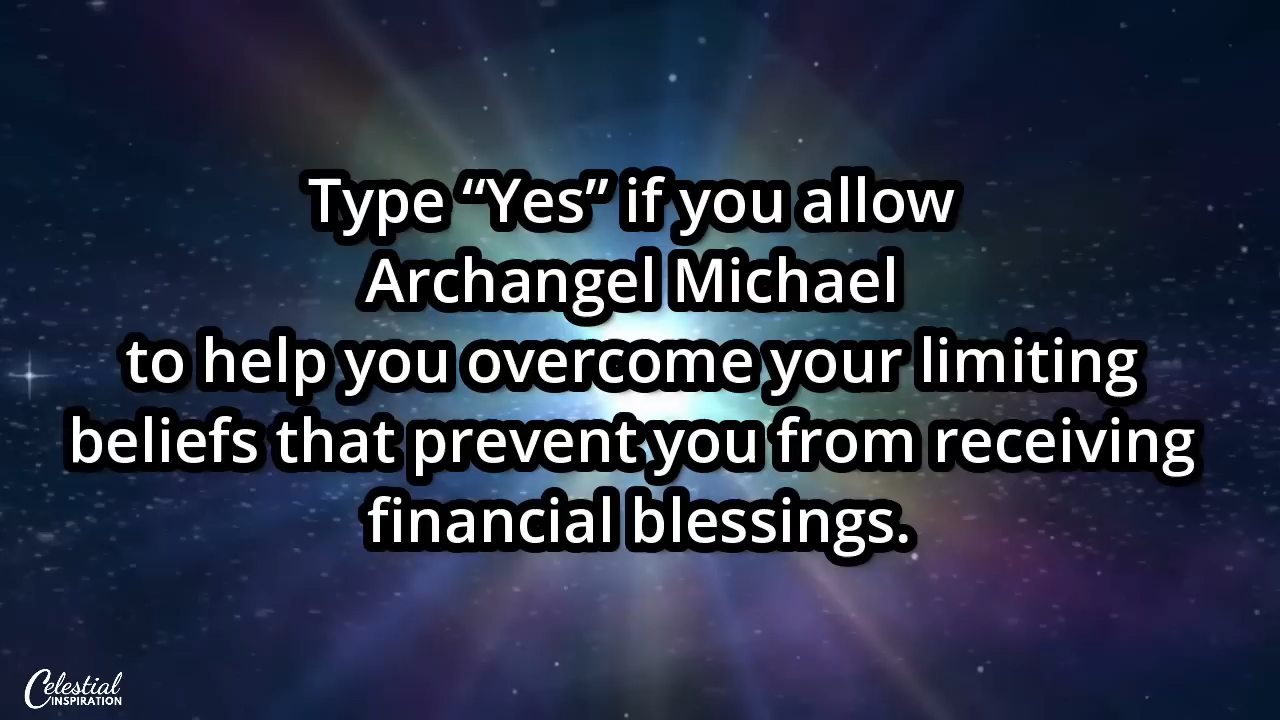 Type “Yes” if you allow
Archangel Michael
to help you overcome your limiting
beliefs that prevent you from receiving
financial blessings.
Celestial
INSPIRATION